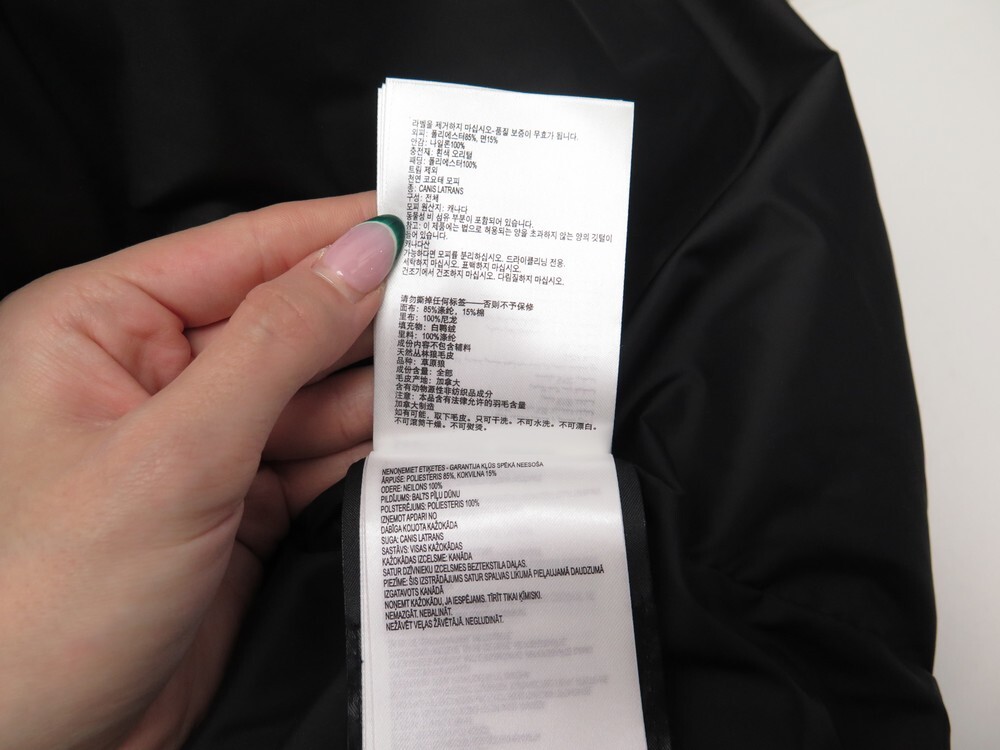 라벨을 제거하지 마십시오-품질 보증이 무효가 됩니다.
외피: 폴리에스터85%, 면15%
안감: 나일론100%
충전재: 흰색 오리털
패딩: 폴리에스터100%
트림 제외
천연 코요테 모피
종: CANIS LATRANS
구성: 전체
모피 원산지: 캐나다
동물성 비 섬유 부분이 포함되어 있습니다.
참고: 이 제품에는 법으로 허용되는 양을 초과하지 않는 양의 깃털이
들어 있습니다.
캐나다산
가능하다면 모피를 분리하십시오. 드라이클리닝 전용.
세탁하지 마십시오. 표백하지 마십시오.
건조기에서 건조하지 마십시오. 다림질하지 마십시오.
请勿撕掉任何标签——否则不予保修
面布：85%涤纶，15%棉
里布：100%尼龙
填充物：白鸭绒
里料：100%涤纶
成份内容不包含辅料
天然丛林狼毛皮
品种：草原狼
成份含量：全部
毛皮产地：加拿大
含有动物源性非纺织品成分
注意：本品含有法律允许的羽毛含量
加拿大制造
如有可能，取下毛皮。只可干洗。不可水洗。不可漂白。
不可滚筒干燥。不可熨烫。
NENOŅEMIET ETIĶETES - GARANTIJA KĻŪS SPĒKĀ NEESOŠA
ĀRPUSE: POLIESTERIS 85%, KOKVILNA 15%
ODERE: NEILONS 100%
PILDĪJUMS: BALTS PĪĻU DŪNU
POLSTERĒJUMS: POLIESTERIS 100%
IZŅEMOT APDARI NO
DABĪGA KOIJOTA KAŽOKĀDA
SUGA: CANIS LATRANS
SASTĀVS: VISAS KAŽOKĀDAS
KAŽOKĀDAS IZCELSME: KANĀDA
SATUR DZĪVNIEKU IZCELSMES BEZTEKSTILA DAĻAS.
PIEZĪME: ŠIS IZSTRĀDĀJUMS SATUR SPALVAS LIKUMĀ PIEĻAUJAMĀ DAUDZUMĀ
IZGATAVOTS KANĀDĀ
NOŅEMT KAŽOKĀDU, JA IESPĒJAMS. TĪRĪT TIKAI ĶĪMISKI.
NEMAZGĀT. NEBALINĀT.
NEŽĀVĒT VEĻAS ŽĀVĒTĀJĀ. NEGLUDINĀT.